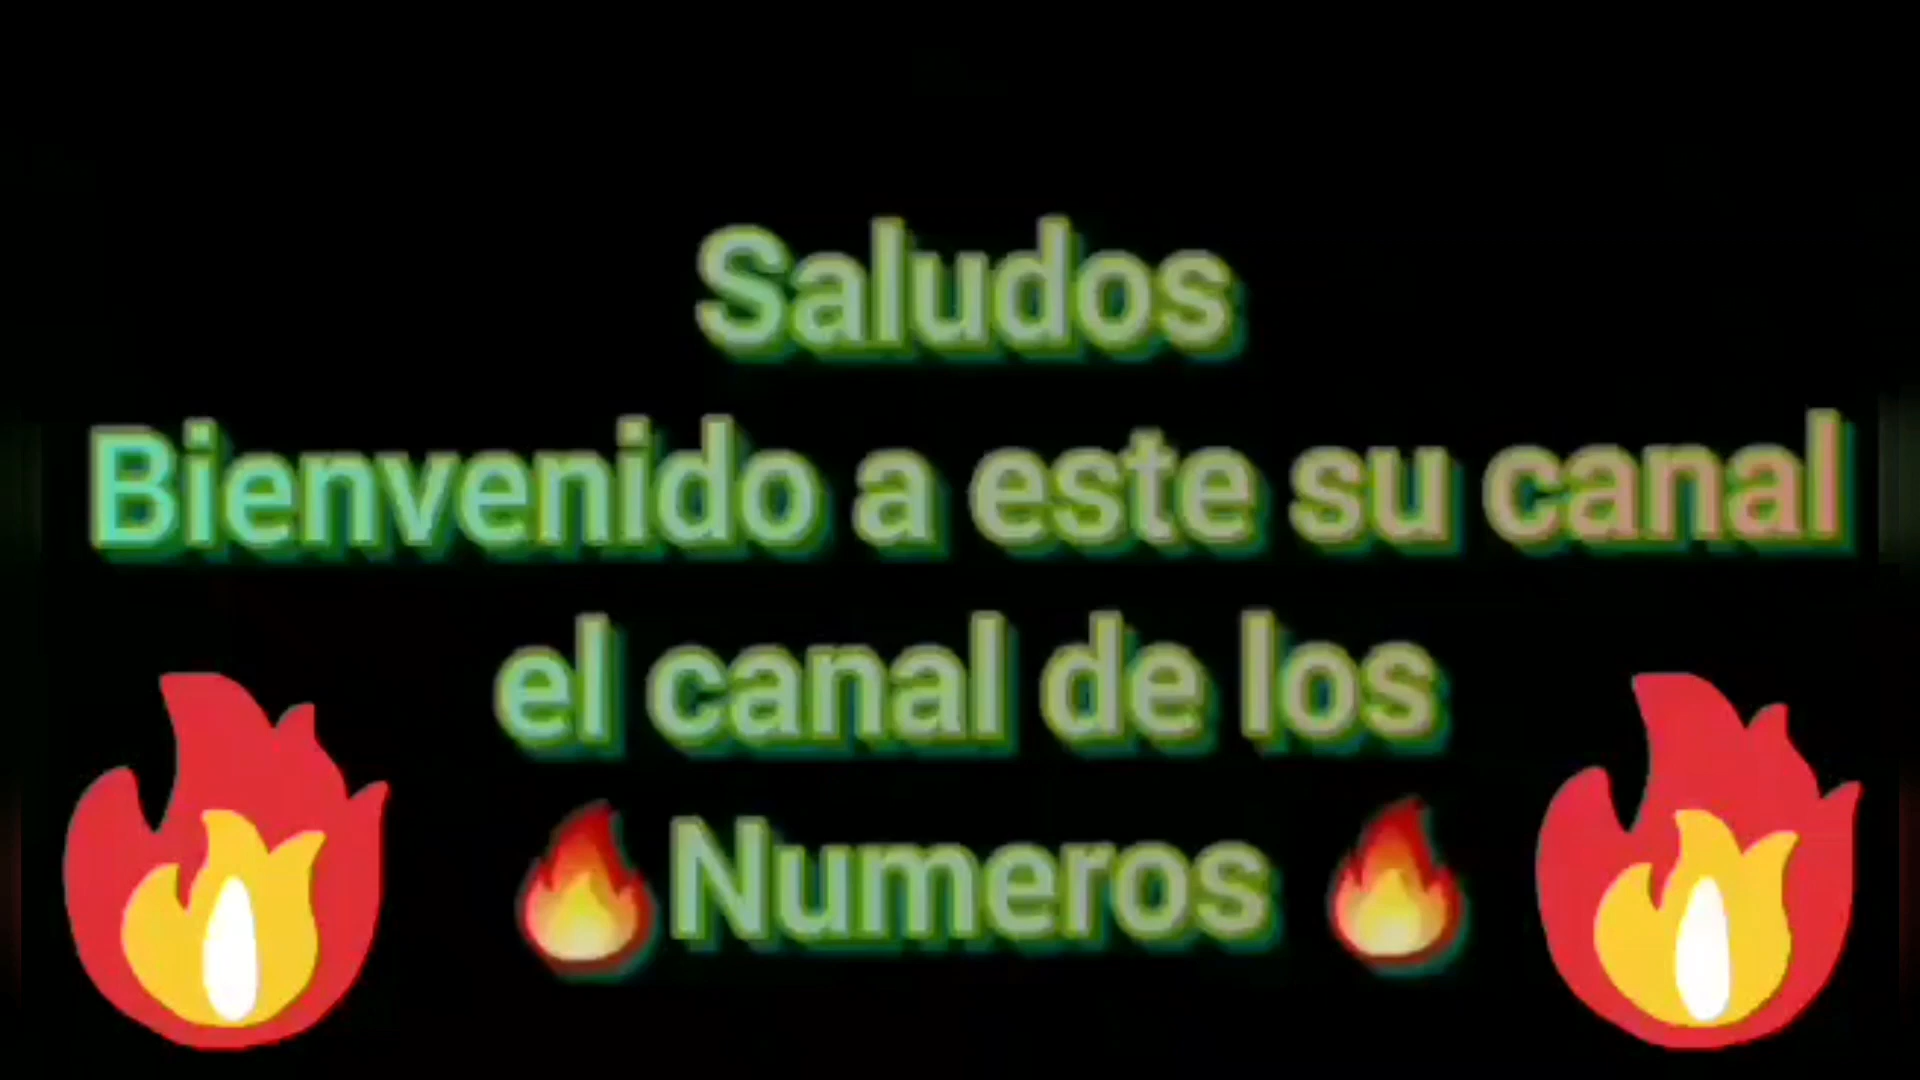 Saludos
Bienvenido a este su canal
el canal de los
🔥Numeros 🔥